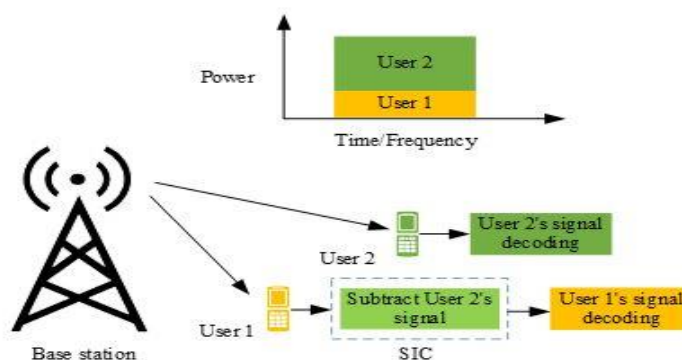 User 2
Power
User 1
Time/Frequency
User 2's signal
decoding
User 2
Subtract User 2's
signal
User 1's signal
decoding
User 1
Base station
SIC